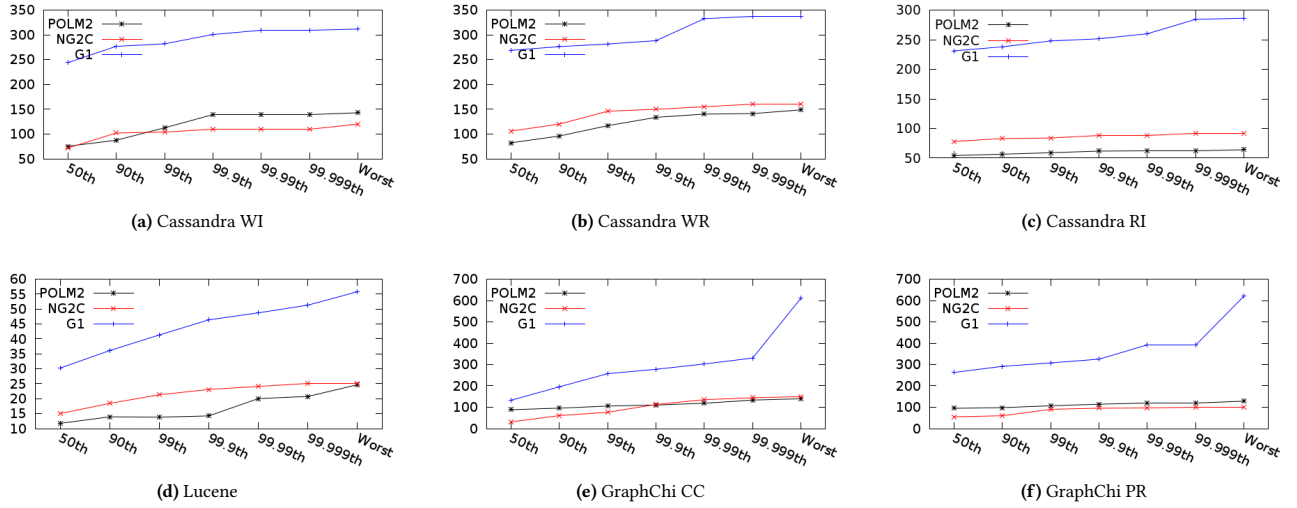 350
300
250
200
150
100
50
POLM2
NG2C
G1
50th
90th
99th
99.9th
99.99th
99.999th
Worst
(a) Cassandra WI
350
300
250
200
150
100
50
POLM2
NG2C
G1
50th
90th
99th
99.9th
99.99th
99.999th
Worst
(b) Cassandra WR
300
250
200
150
100
50
POLM2
NG2C
G1
50th
90th
99th
99.9th
99.99th
99.999th
Worst
(c) Cassandra RI
60
55
50
45
40
35
30
25
20
15
10
POLM2
NG2C
G1
50th
90th
99th
99.9th
99.99th
99.999th
Worst
(d) Lucene
700
600
500
400
300
200
100
0
POLM2
NG2C
G1
50th
90th
99th
99.9th
99.99th
99.999th
Worst
(e) GraphChi CC
700
600
500
400
300
200
100
0
POLM2
NG2C
G1
50th
90th
99th
99.9th
99.99th
99.999th
Worst
(f) GraphChi PR